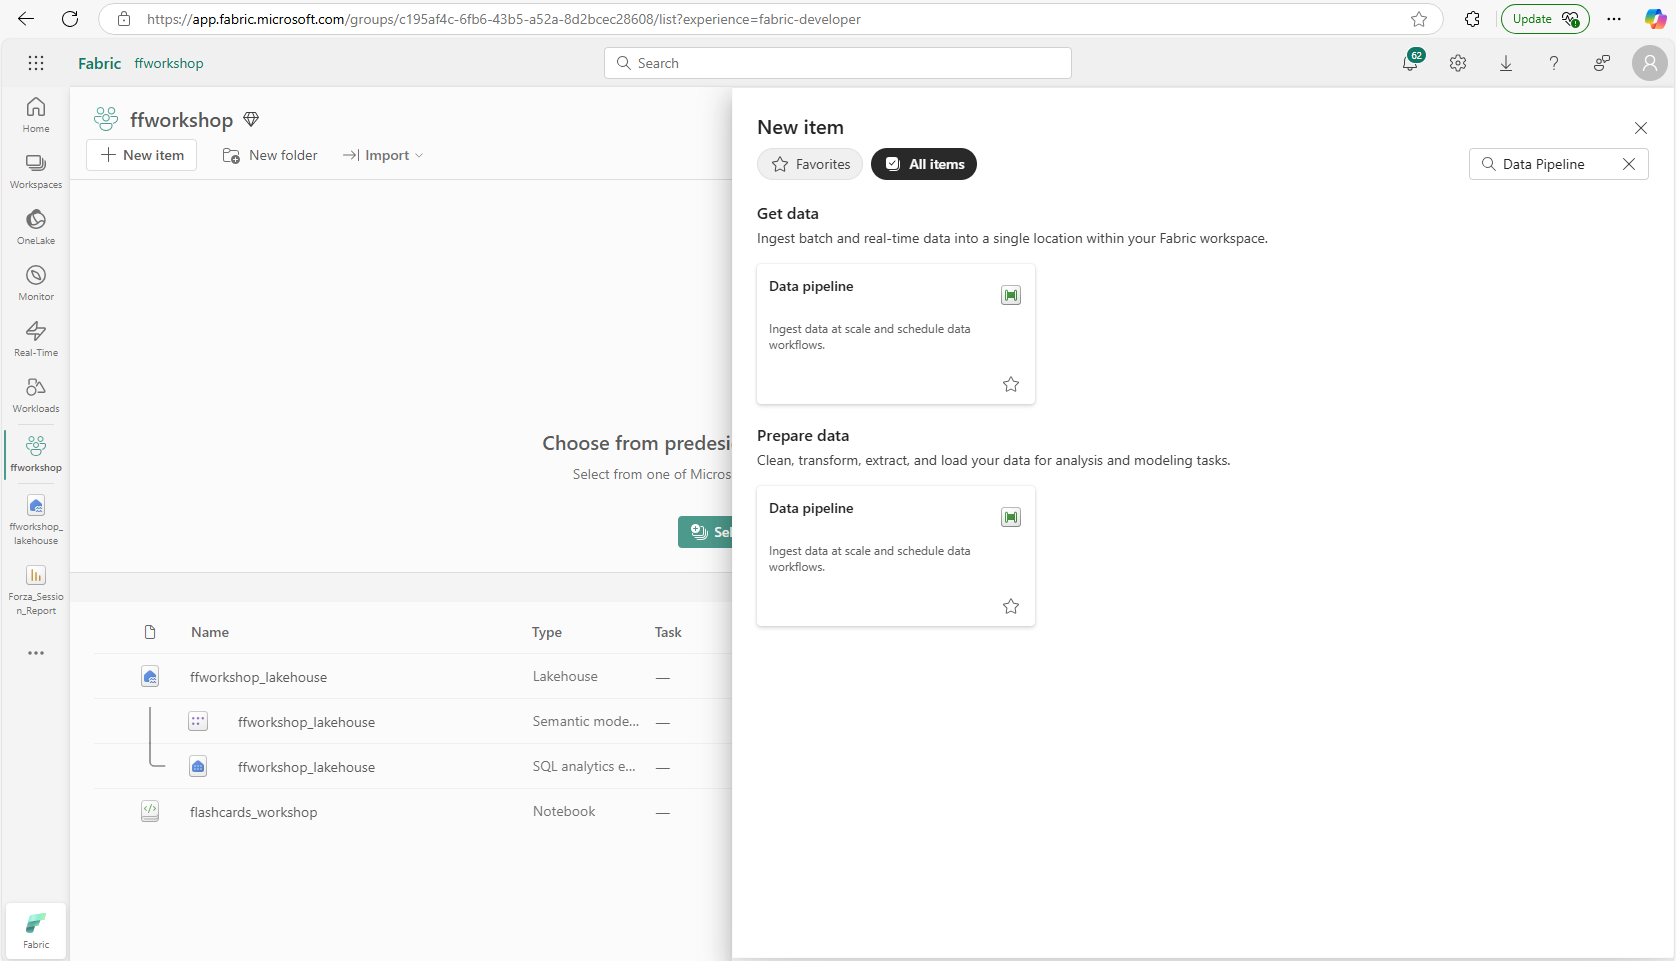 https://app.fabric.microsoft.com/groups/c195af4c-6fb6-43b5-a52a-8d2bcec28608/list?experience=fabric-developer
Update
Fabric ffworkshop
Search
62
Home
Workspaces
OneLake
Monitor
Real-Time
Workloads
ffworkshop
ffworkshop_
lakehouse
Forza_Sessio
n_Report
Fabric
ffworkshop
New item
New folder
Import
Choose from predesi
Select from one of Micros
Sel
Name Type Task
ffworkshop_lakehouse Lakehouse —
ffworkshop_lakehouse Semantic mode... —
ffworkshop_lakehouse SQL analytics e... —
flashcards_workshop Notebook —
New item
Favorites
All items
Data Pipeline
Get data
Ingest batch and real-time data into a single location within your Fabric workspace.
Data pipeline
Ingest data at scale and schedule data
workflows.
Prepare data
Clean, transform, extract, and load your data for analysis and modeling tasks.
Data pipeline
Ingest data at scale and schedule data
workflows.